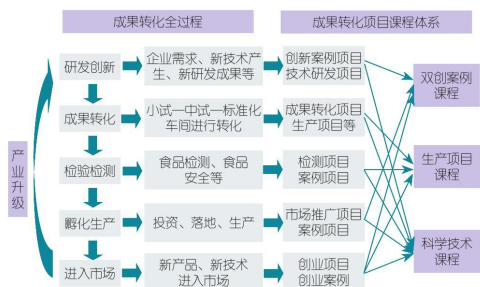 成果转化全过程
成果转化项目课程体系
产业升级
研发创新
企业需求、新技术产
生、新研发成果等
创新案例项目
技术研发项目
成果转化
小试一中试一标准化
车间进行转化
成果转化项目
生产项目等
检验检测
食品检测、食品
安全等
检测项目
案例项目
孵化生产
投资、落地、生产
市场推广项目
案例项目
进入市场
新产品、新技术
进入市场
创业项目
创业案例
双创案例
课程
生产项目
课程
科学技术
课程